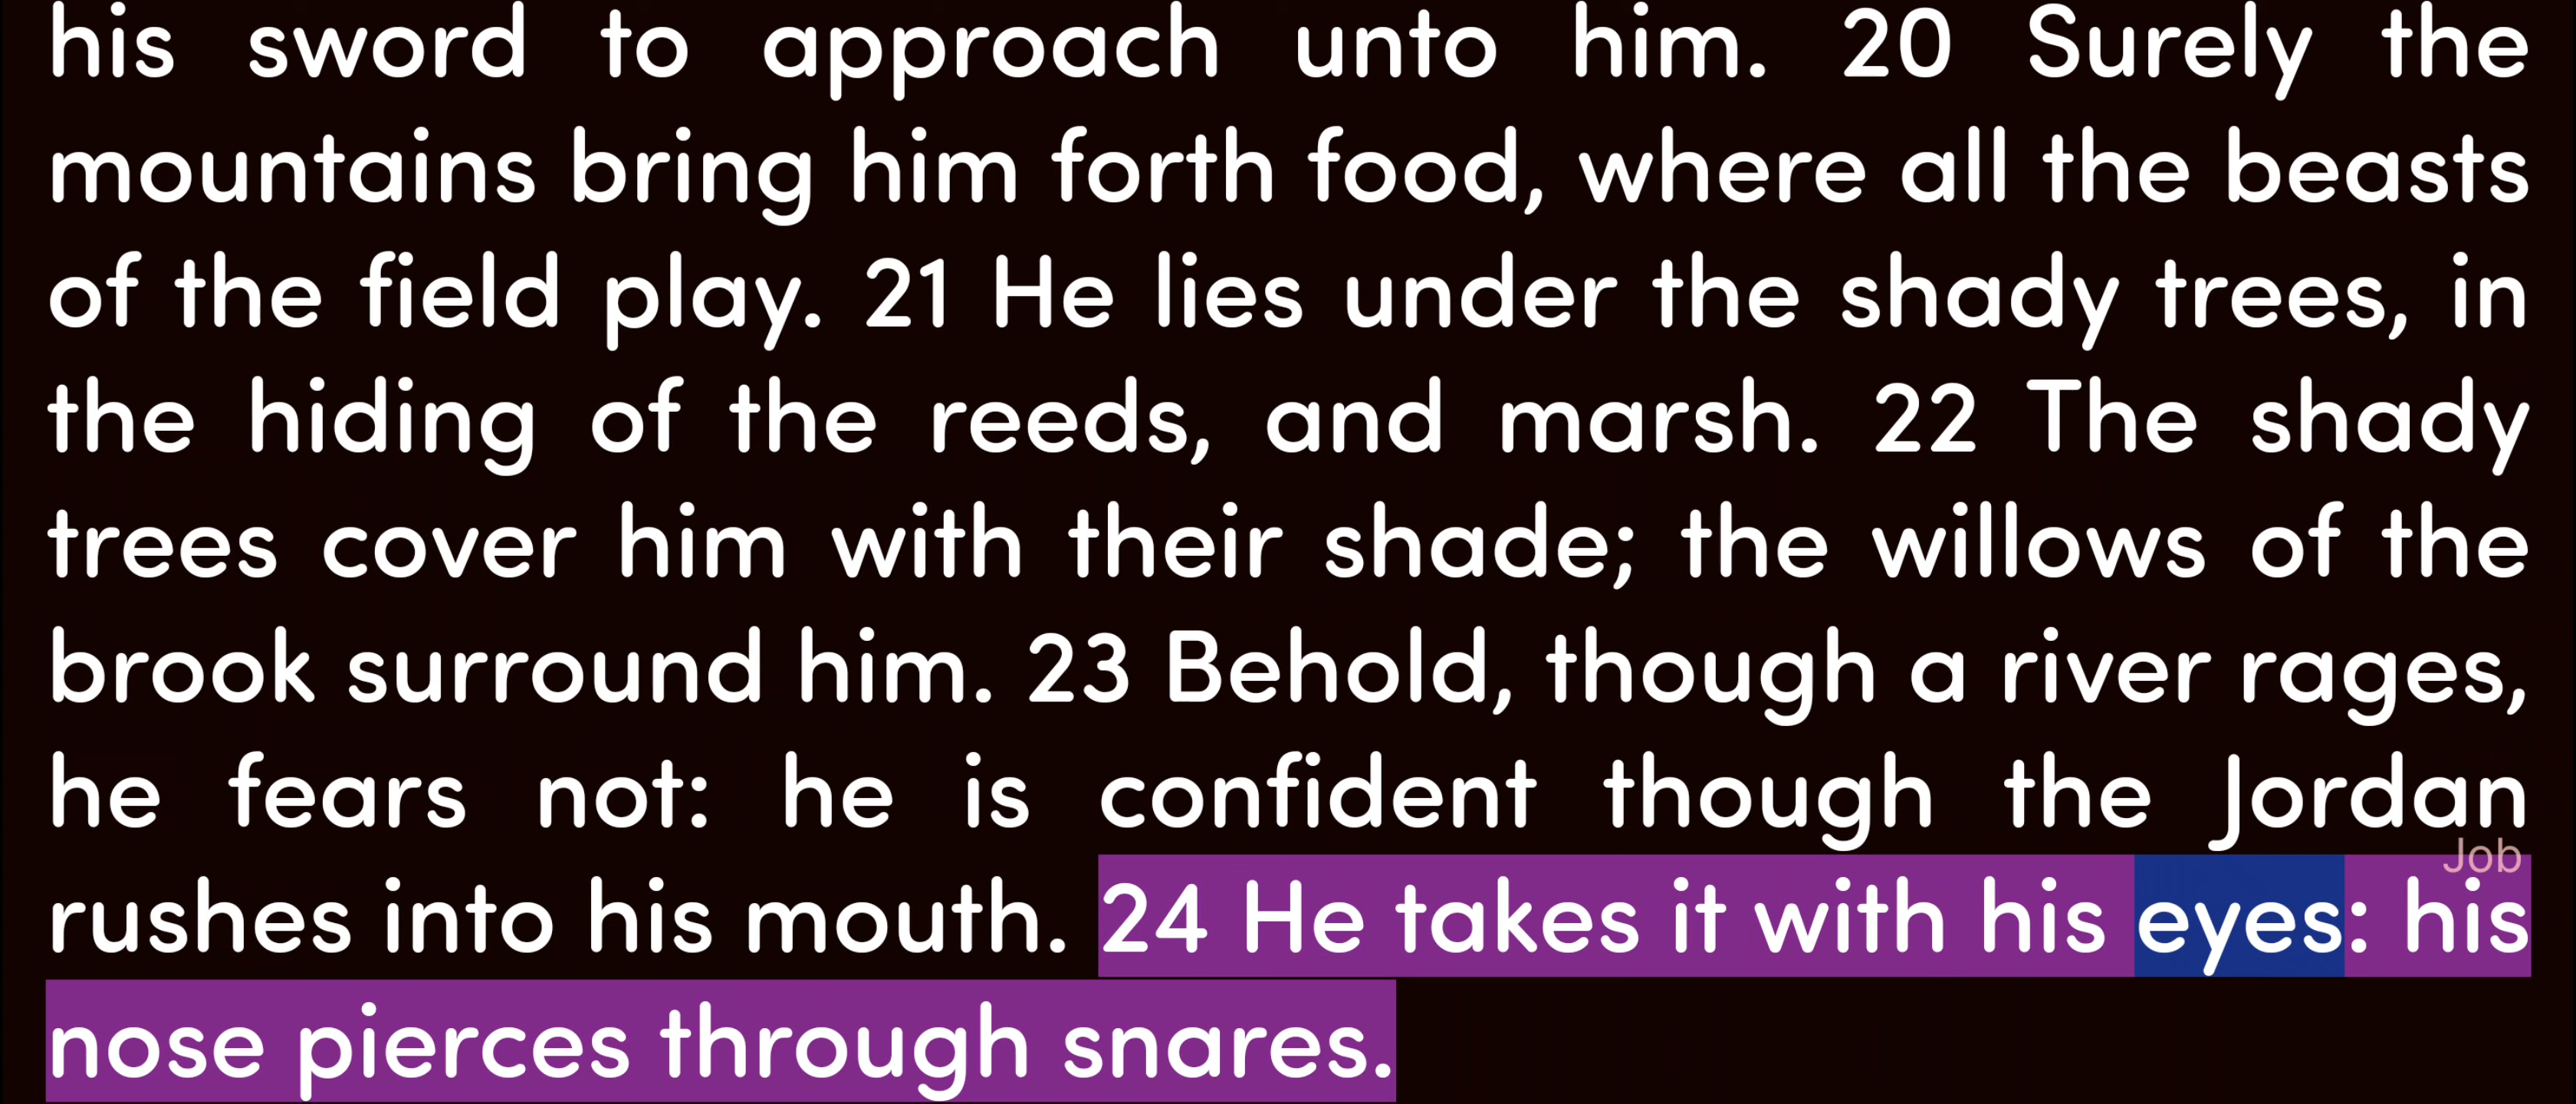 his sword to approach unto him. 20 Surely the
mountains bring him forth food, where all the beasts
of the field play. 21 He lies under the shady trees, in
the hiding of the reeds, and marsh. 22 The shady
trees cover him with their shade; the willows of the
brook surround him. 23 Behold, though a river rages,
he fears not: he is confident though the Jordan
Job
rushes into his mouth. 24 He takes it with his eyes: his
nose pierces through snares.